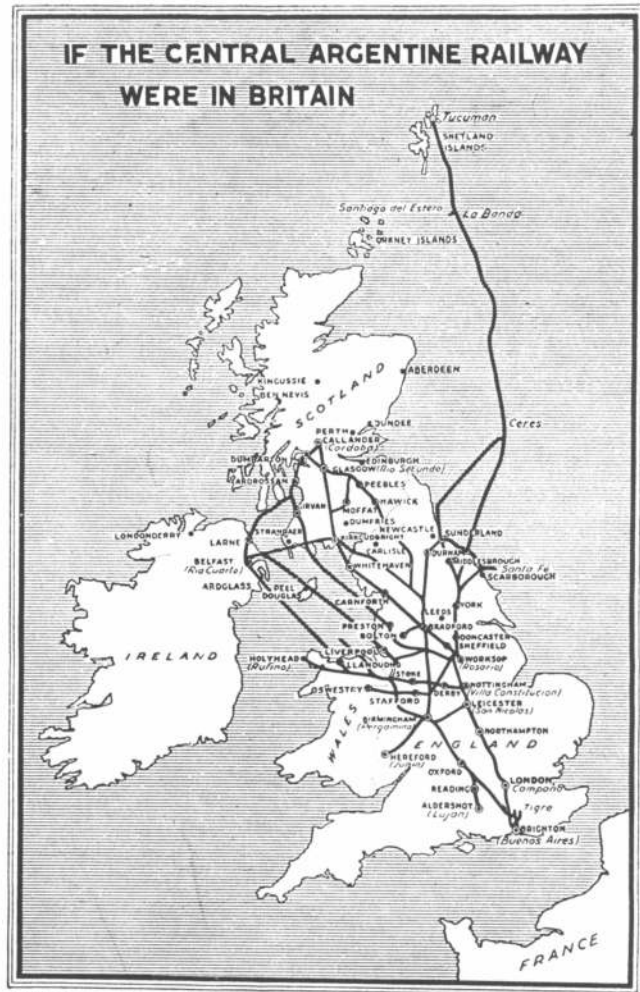 IF THE CENTRAL ARGENTINE RAILWAY
WERE IN BRITAIN
Tucuman
SHETLAND
ISLANDS
Santiago del Estero
La Banda
ORKNEY ISLANDS
ABERDEEN
KINGUSSIE
BEN NEVIS
SCOTLAND
Ceres
DUNDEE
PERTH
CALLANDER
(Cordoba)
DUMBARTON
EDINBURGH
GLASGOW (Rio Segundo)
ARDROSSAN
PEEBLES
HAWICK
GIRVAN
MOFFAT
DUMFRIES
NEWCASTLE
SUNDERLAND
LONDONDERRY
LARNE
STRANRAER
KIRKCUDBRIGHT
CARLISLE
DURHAM
MIDDLESBROUGH
BELFAST
(Rio Cuarto)
WHITEHAVEN
Santa Fé
SCARBOROUGH
ARDGLASS
PEEL
DOUGLAS
CARNFORTH
LEEDS
YORK
PRESTON
BRADFORD
BOLTON
DONCASTER
SHEFFIELD
IRELAND
LIVERPOOL
WORKSOP
(Rosario)
HOLYHEAD
(Rufino)
LLANDUDNO
STOKE
NOTTINGHAM
(Villa Constitucion)
OSWESTRY
DERBY
STAFFORD
LEICESTER
(San Nicolas)
WALES
BIRMINGHAM
(Pergamino)
NORTHAMPTON
ENGLAND
HEREFORD
(Junin)
OXFORD
LONDON
Campana
READING
ALDERSHOT
(Lujan)
Tigre
BRIGHTON
(Buenos Aires)
FRANCE